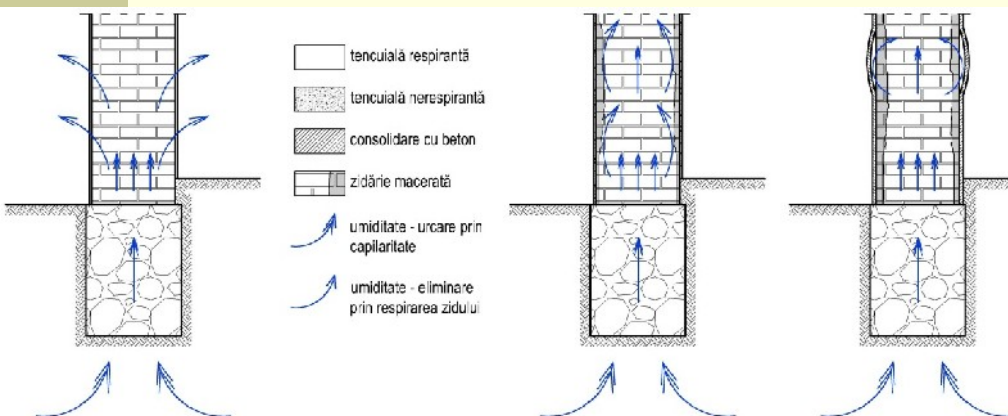 tencuială respirantă
tencuială nerespirantă
consolidare cu beton
zidărie macerată
umiditate - urcare prin
capilaritate
umiditate - eliminare
prin respirarea zidului